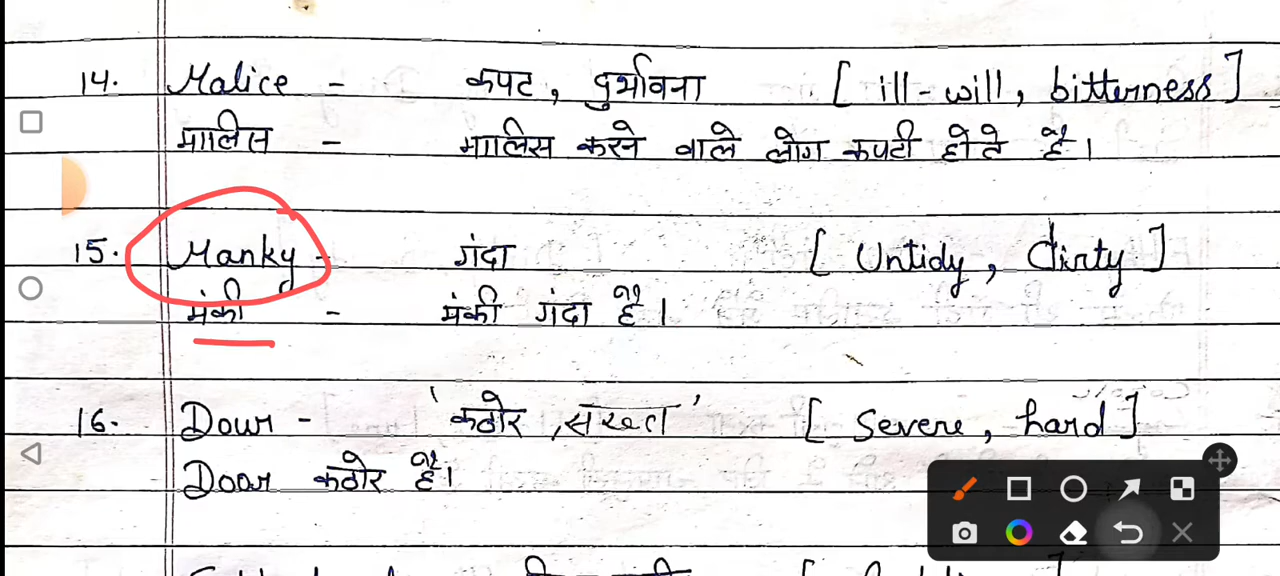 14. Malice - कपट, दुर्भावना [ill-will, bitterness]
मालिस - मालिस करने वाले लोग कपटी होते है।
15. Manky - गंदा [Untidy, dirty]
मंकी - मंकी गंदा है।
16. Dour - 'कठोर, सख्त' [Severe, hard]
Door कठोर है।